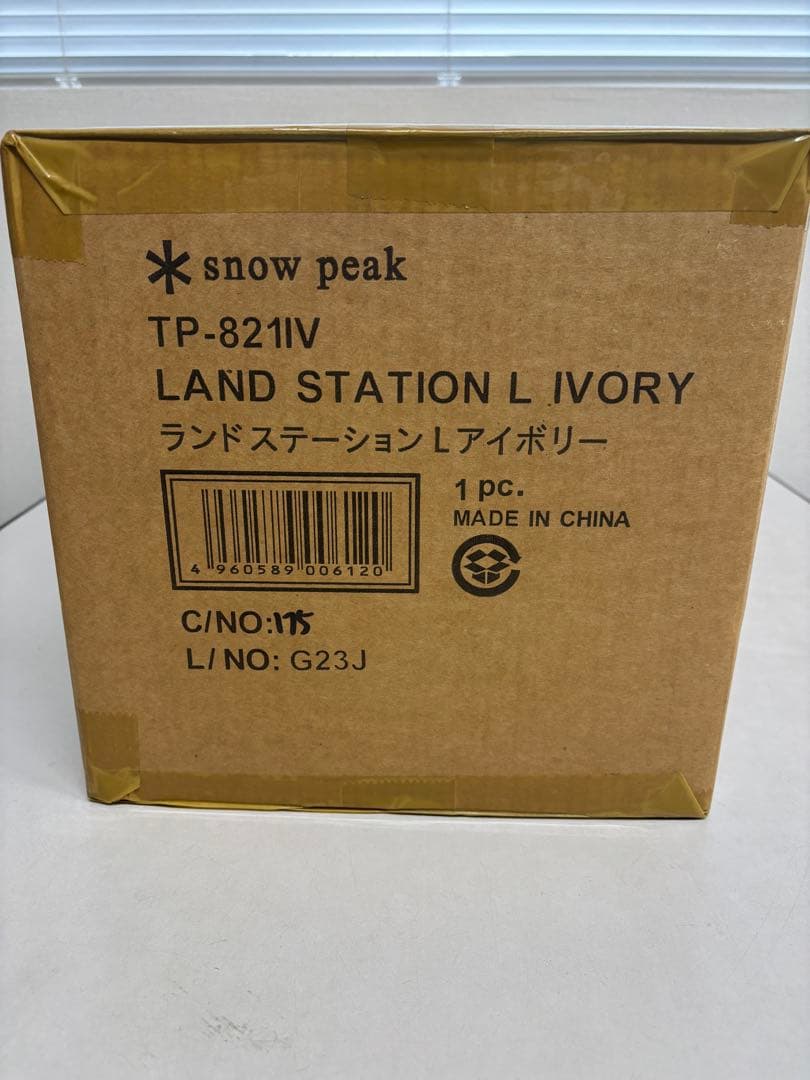 snow peak
TP-821IV
LAND STATION L IVORY
ランドステーションLアイボリー
1 pc.
MADE IN CHINA
4 960589 006120
C/NO:175
L/NO: G23J